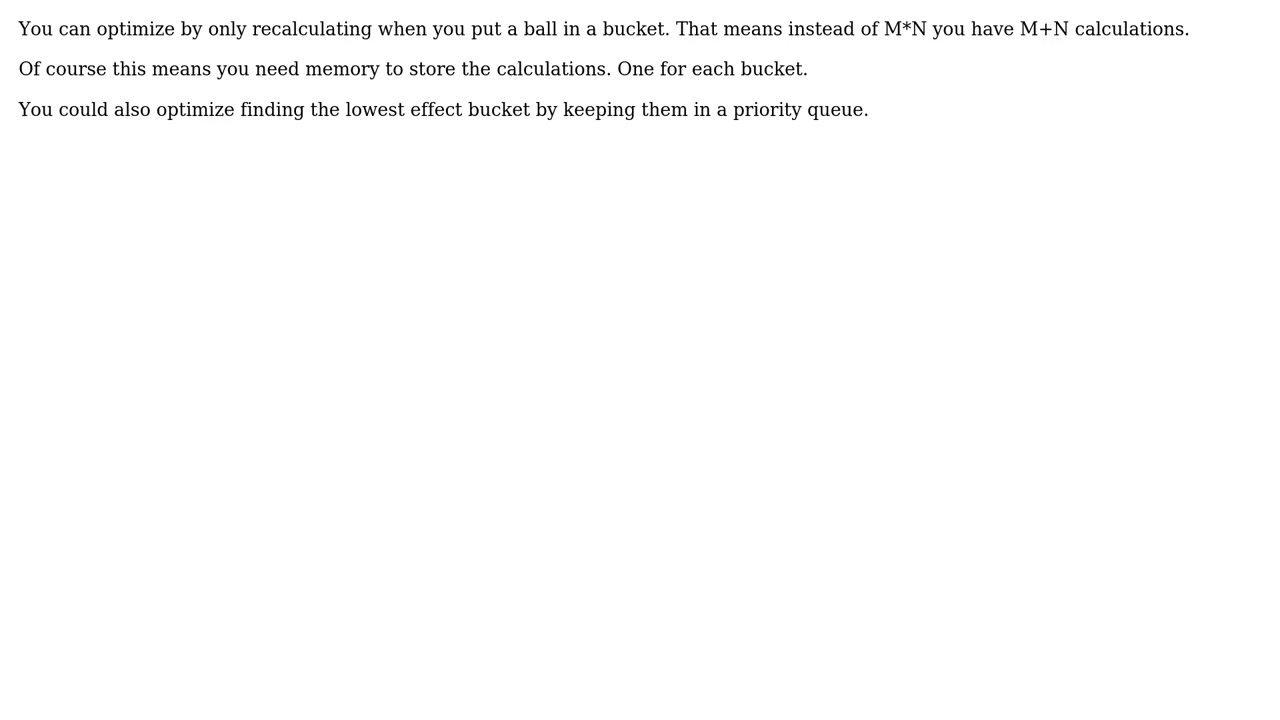 You can optimize by only recalculating when you put a ball in a bucket. That means instead of M*N you have M+N calculations.
Of course this means you need memory to store the calculations. One for each bucket.
You could also optimize finding the lowest effect bucket by keeping them in a priority queue.